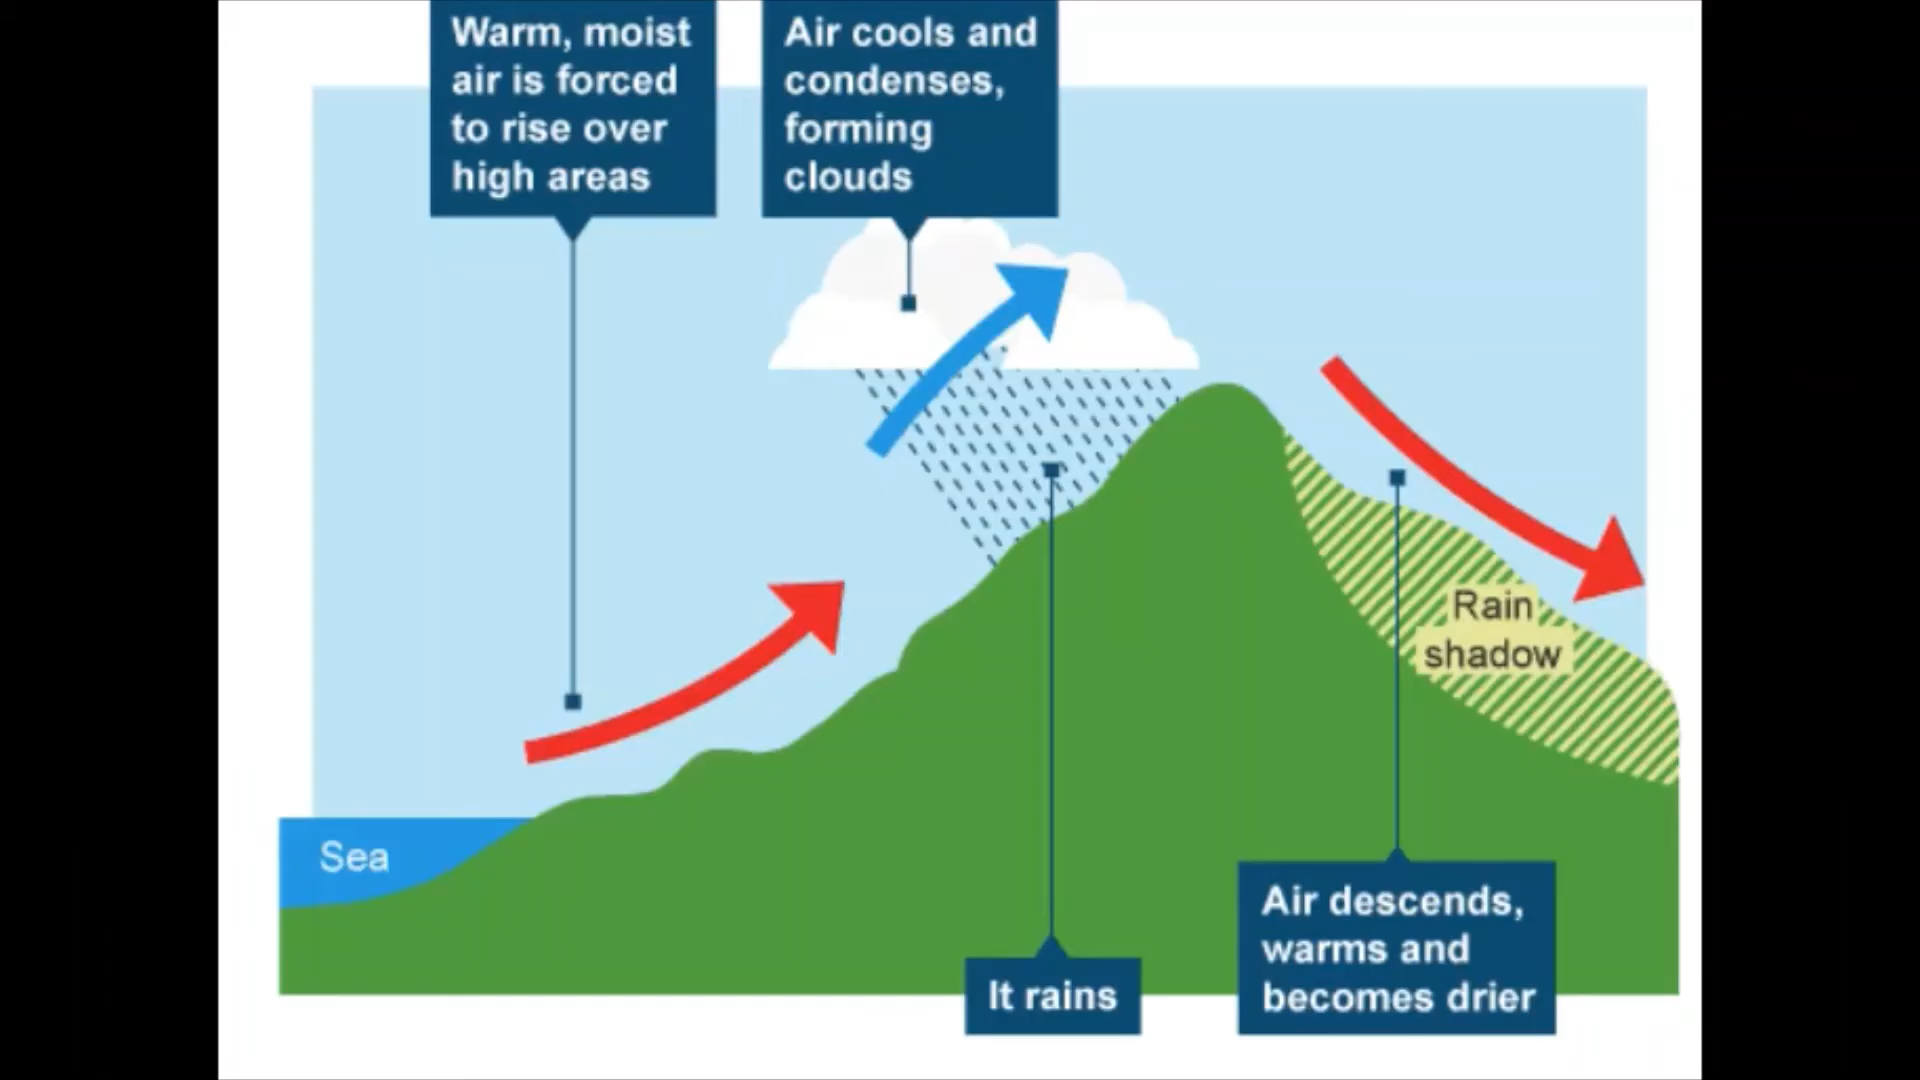 Warm, moist
air is forced
to rise over
high areas
Air cools and
condenses,
forming
clouds
Rain
shadow
Sea
It rains
Air descends,
warms and
becomes drier